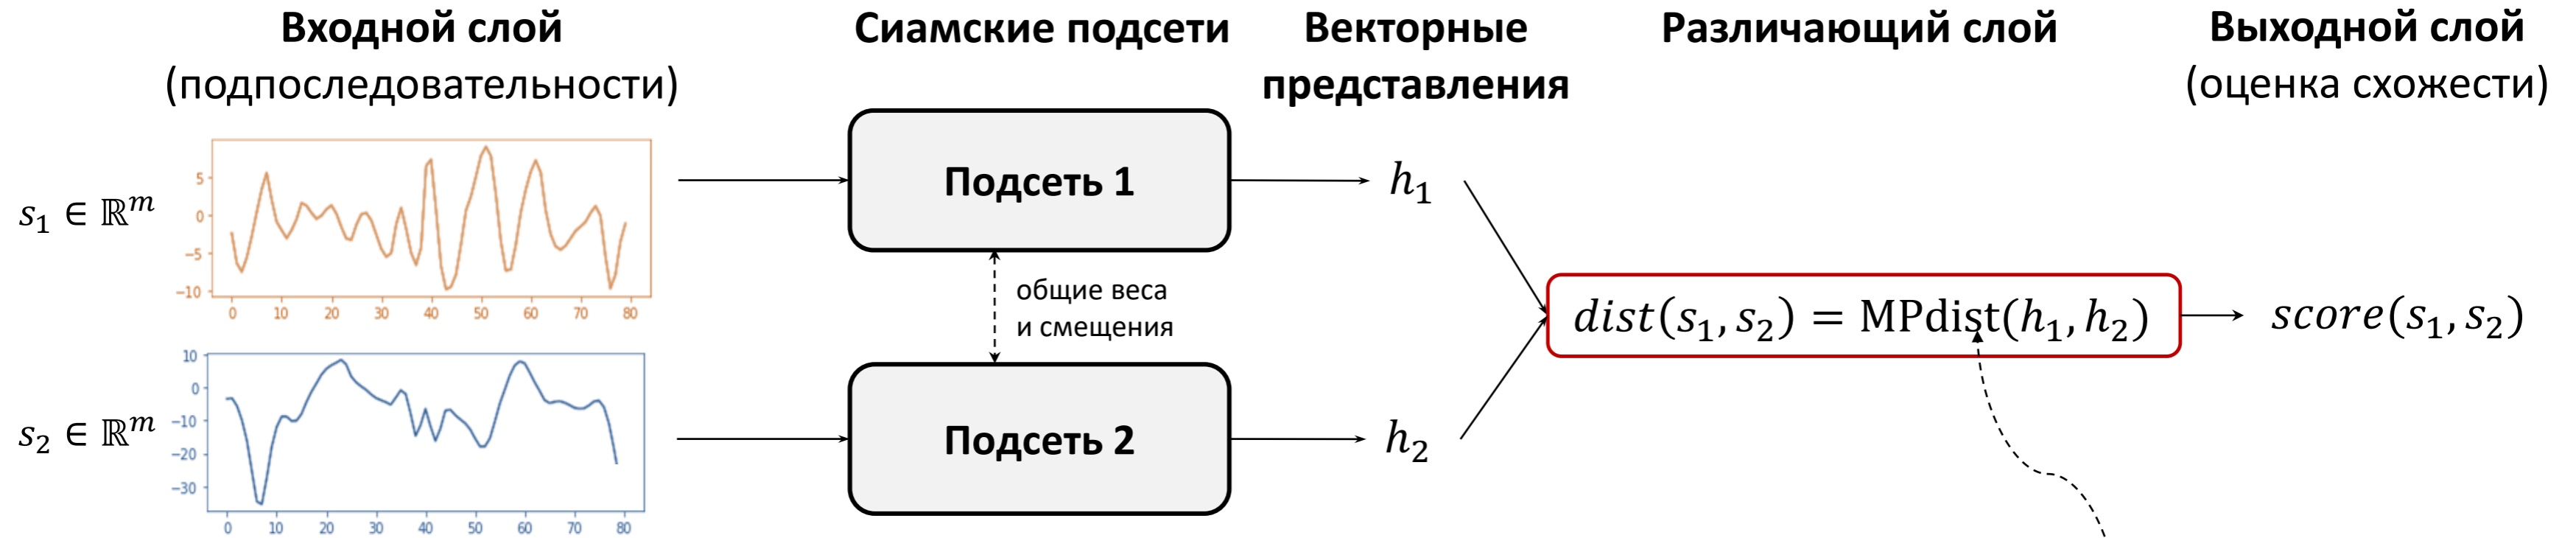 Входной слой
(подпоследовательности)
Сиамские подсети
Векторные
представления
Различающий слой
Выходной слой
(оценка схожести)
s₁ ∈ ℝᵐ
5
0
−5
−10
0 10 20 30 40 50 60 70 80
Подсеть 1
h₁
общие веса
и смещения
dist(s₁, s₂) = MPdist(h₁, h₂)
score(s₁, s₂)
s₂ ∈ ℝᵐ
10
0
−10
−20
−30
0 10 20 30 40 50 60 70 80
Подсеть 2
h₂